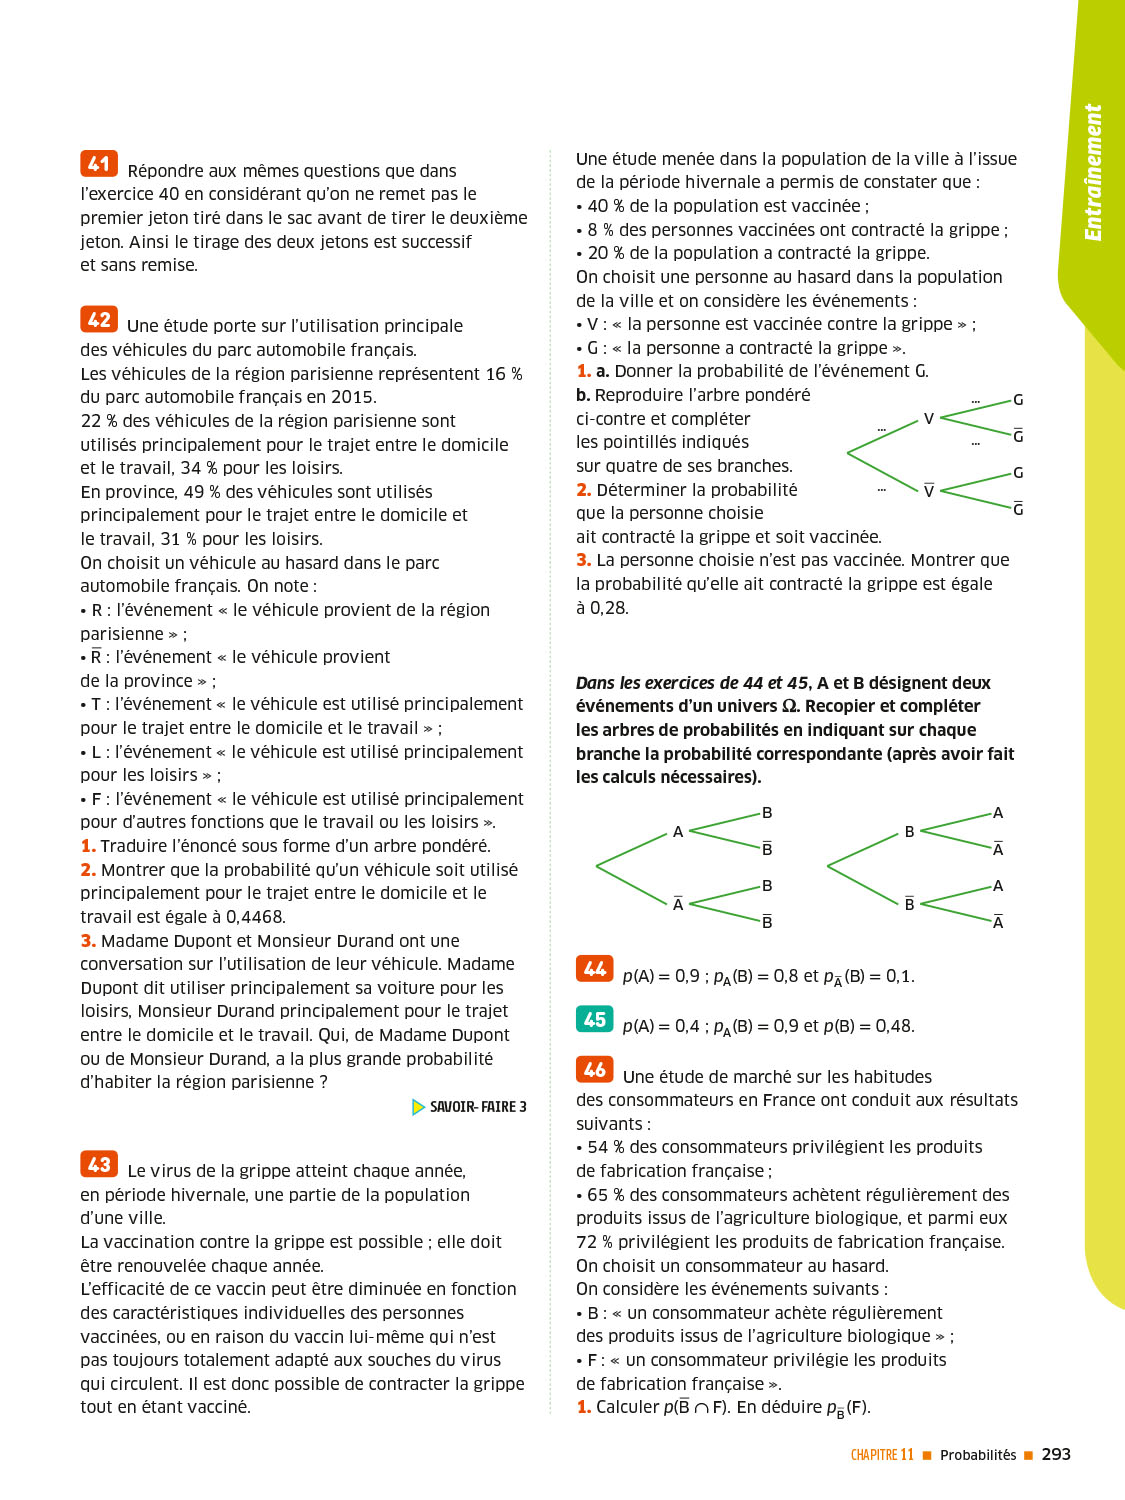 Entraînement
41 Répondre aux mêmes questions que dans
l'exercice 40 en considérant qu'on ne remet pas le
premier jeton tiré dans le sac avant de tirer le deuxième
jeton. Ainsi le tirage des deux jetons est successif
et sans remise.
42 Une étude porte sur l'utilisation principale
des véhicules du parc automobile français.
Les véhicules de la région parisienne représentent 16 %
du parc automobile français en 2015.
22 % des véhicules de la région parisienne sont
utilisés principalement pour le trajet entre le domicile
et le travail, 34 % pour les loisirs.
En province, 49 % des véhicules sont utilisés
principalement pour le trajet entre le domicile et
le travail, 31 % pour les loisirs.
On choisit un véhicule au hasard dans le parc
automobile français. On note :
• R : l'événement « le véhicule provient de la région
parisienne » ;
• R̅ : l'événement « le véhicule provient
de la province » ;
• T : l'événement « le véhicule est utilisé principalement
pour le trajet entre le domicile et le travail » ;
• L : l'événement « le véhicule est utilisé principalement
pour les loisirs » ;
• F : l'événement « le véhicule est utilisé principalement
pour d'autres fonctions que le travail ou les loisirs ».
1. Traduire l'énoncé sous forme d'un arbre pondéré.
2. Montrer que la probabilité qu'un véhicule soit utilisé
principalement pour le trajet entre le domicile et le
travail est égale à 0,4468.
3. Madame Dupont et Monsieur Durand ont une
conversation sur l'utilisation de leur véhicule. Madame
Dupont dit utiliser principalement sa voiture pour les
loisirs, Monsieur Durand principalement pour le trajet
entre le domicile et le travail. Qui, de Madame Dupont
ou de Monsieur Durand, a la plus grande probabilité
d'habiter la région parisienne ?
SAVOIR-FAIRE 3
43 Le virus de la grippe atteint chaque année,
en période hivernale, une partie de la population
d'une ville.
La vaccination contre la grippe est possible ; elle doit
être renouvelée chaque année.
L'efficacité de ce vaccin peut être diminuée en fonction
des caractéristiques individuelles des personnes
vaccinées, ou en raison du vaccin lui-même qui n'est
pas toujours totalement adapté aux souches du virus
qui circulent. Il est donc possible de contracter la grippe
tout en étant vacciné.
Une étude menée dans la population de la ville à l'issue
de la période hivernale a permis de constater que :
• 40 % de la population est vaccinée ;
• 8 % des personnes vaccinées ont contracté la grippe ;
• 20 % de la population a contracté la grippe.
On choisit une personne au hasard dans la population
de la ville et on considère les événements :
• V : « la personne est vaccinée contre la grippe » ;
• G : « la personne a contracté la grippe ».
1. a. Donner la probabilité de l'événement G.
b. Reproduire l'arbre pondéré
ci-contre et compléter
les pointillés indiqués
sur quatre de ses branches.
... G
... V
... G̅
G
... V̅
G̅
2. Déterminer la probabilité
que la personne choisie
ait contracté la grippe et soit vaccinée.
3. La personne choisie n'est pas vaccinée. Montrer que
la probabilité qu'elle ait contracté la grippe est égale
à 0,28.
Dans les exercices de 44 et 45, A et B désignent deux
événements d'un univers Ω. Recopier et compléter
les arbres de probabilités en indiquant sur chaque
branche la probabilité correspondante (après avoir fait
les calculs nécessaires).
B
A
B̅
B
A̅
B̅
A
B
A̅
A
B̅
A̅
44 p(A) = 0,9 ; p_A(B) = 0,8 et p_A̅(B) = 0,1.
45 p(A) = 0,4 ; p_A(B) = 0,9 et p(B) = 0,48.
46 Une étude de marché sur les habitudes
des consommateurs en France ont conduit aux résultats
suivants :
• 54 % des consommateurs privilégient les produits
de fabrication française ;
• 65 % des consommateurs achètent régulièrement des
produits issus de l'agriculture biologique, et parmi eux
72 % privilégient les produits de fabrication française.
On choisit un consommateur au hasard.
On considère les événements suivants :
• B : « un consommateur achète régulièrement
des produits issus de l'agriculture biologique » ;
• F : « un consommateur privilégie les produits
de fabrication française ».
1. Calculer p(B̅ ∩ F). En déduire p_B̅(F).
CHAPITRE 11 ■ Probabilités ■ 293